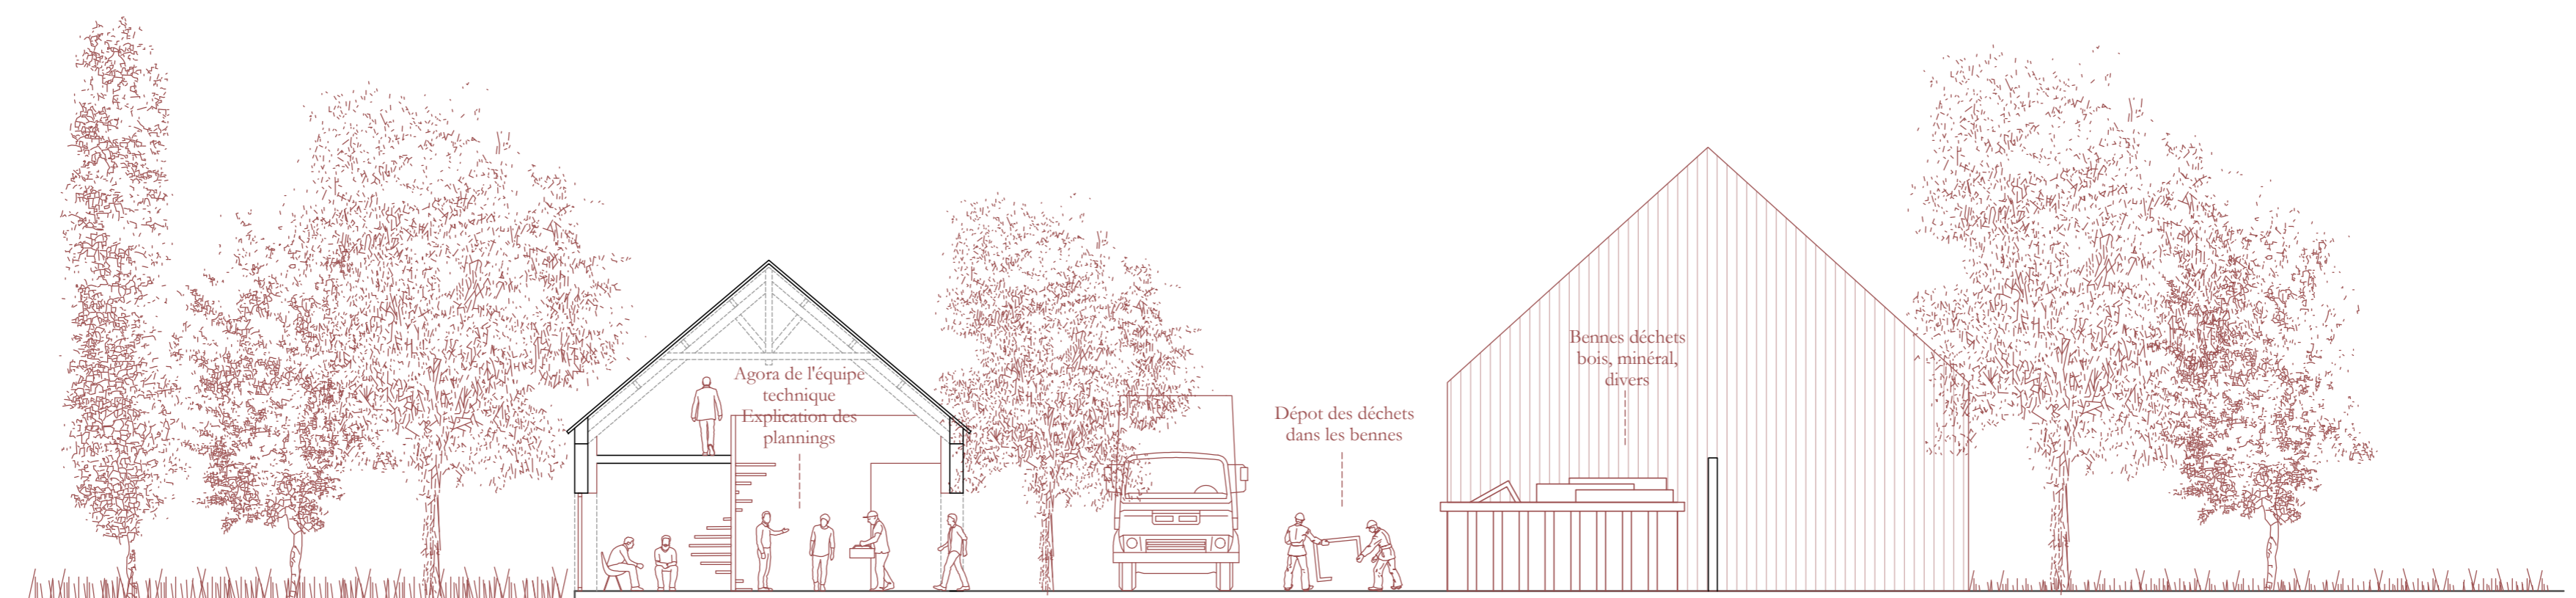 Agora de l'équipe
technique
Explication des
plannings
Dépot des déchets
dans les bennes
Bennes déchets
bois, minéral,
divers